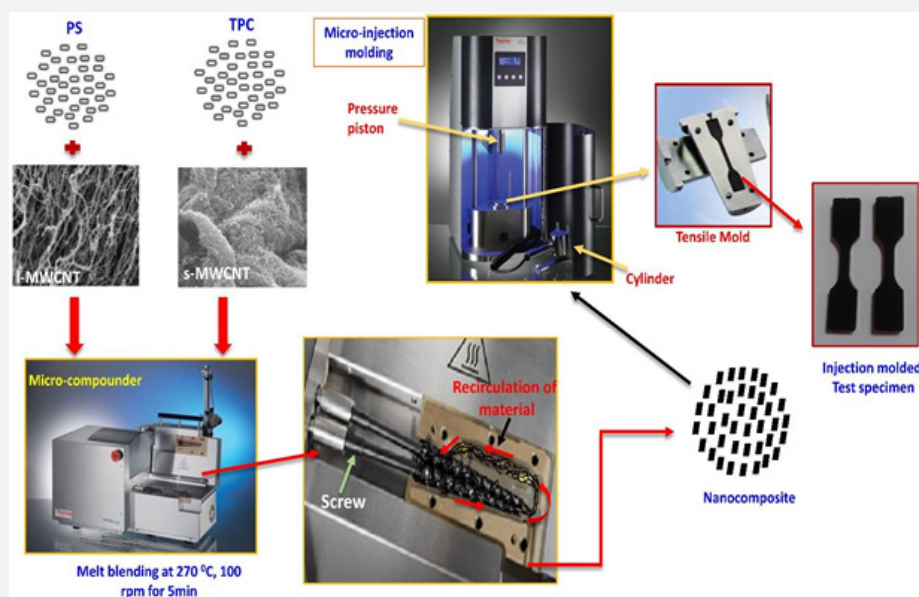 PS
TPC
Micro-injection
molding
Pressure
piston
Tensile Mold
Cylinder
l-MWCNT
s-MWCNT
Micro-compounder
Recirculation of
material
Screw
Injection molded
Test specimen
Nanocomposite
Melt blending at 270 ⁰C, 100
rpm for 5min